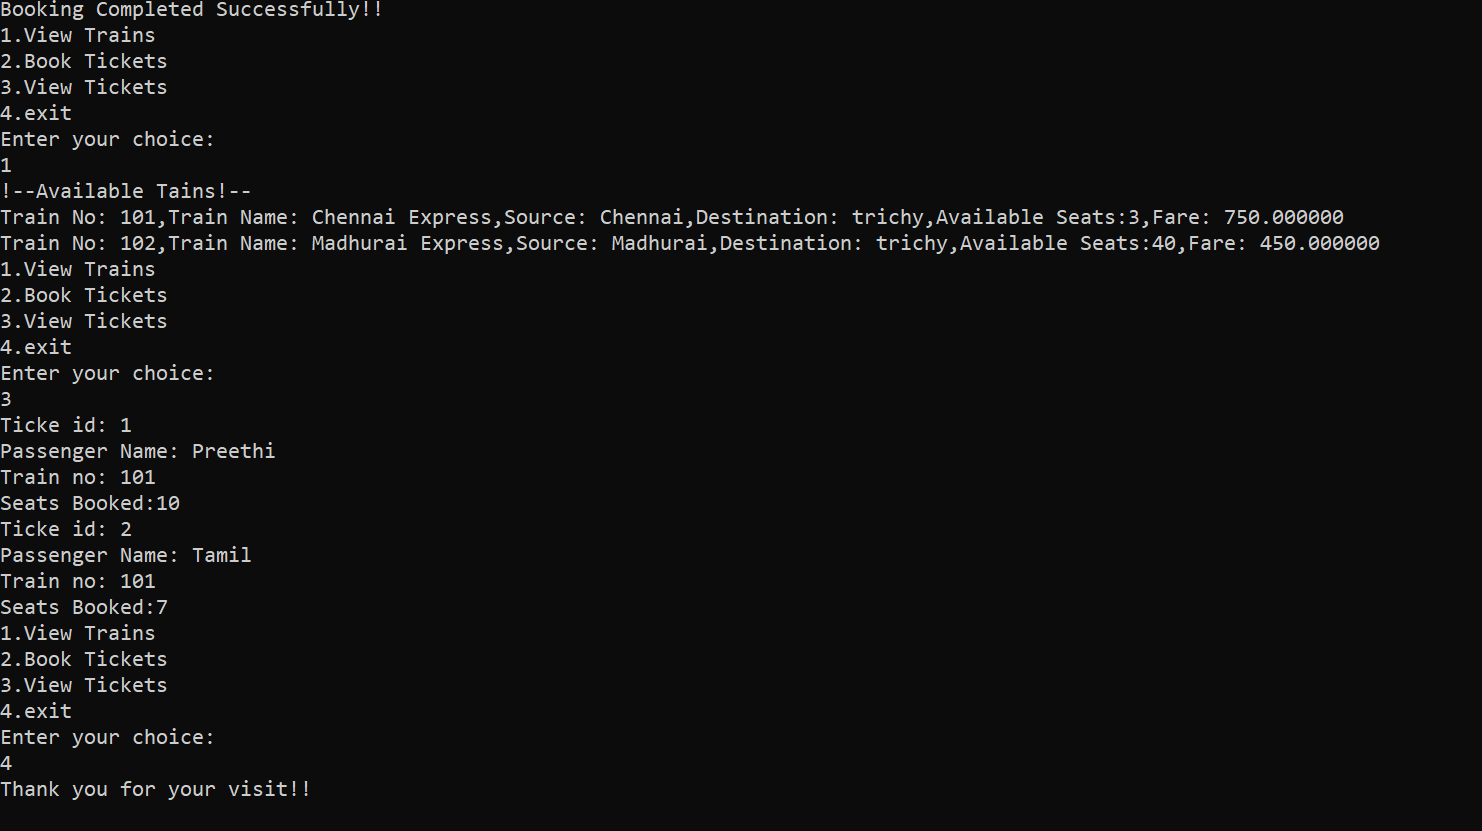 Booking Completed Successfully!!
1.View Trains
2.Book Tickets
3.View Tickets
4.exit
Enter your choice:
1
!--Available Tains!--
Train No: 101,Train Name: Chennai Express,Source: Chennai,Destination: trichy,Available Seats:3,Fare: 750.000000
Train No: 102,Train Name: Madhurai Express,Source: Madhurai,Destination: trichy,Available Seats:40,Fare: 450.000000
1.View Trains
2.Book Tickets
3.View Tickets
4.exit
Enter your choice:
3
Ticke id: 1
Passenger Name: Preethi
Train no: 101
Seats Booked:10
Ticke id: 2
Passenger Name: Tamil
Train no: 101
Seats Booked:7
1.View Trains
2.Book Tickets
3.View Tickets
4.exit
Enter your choice:
4
Thank you for your visit!!